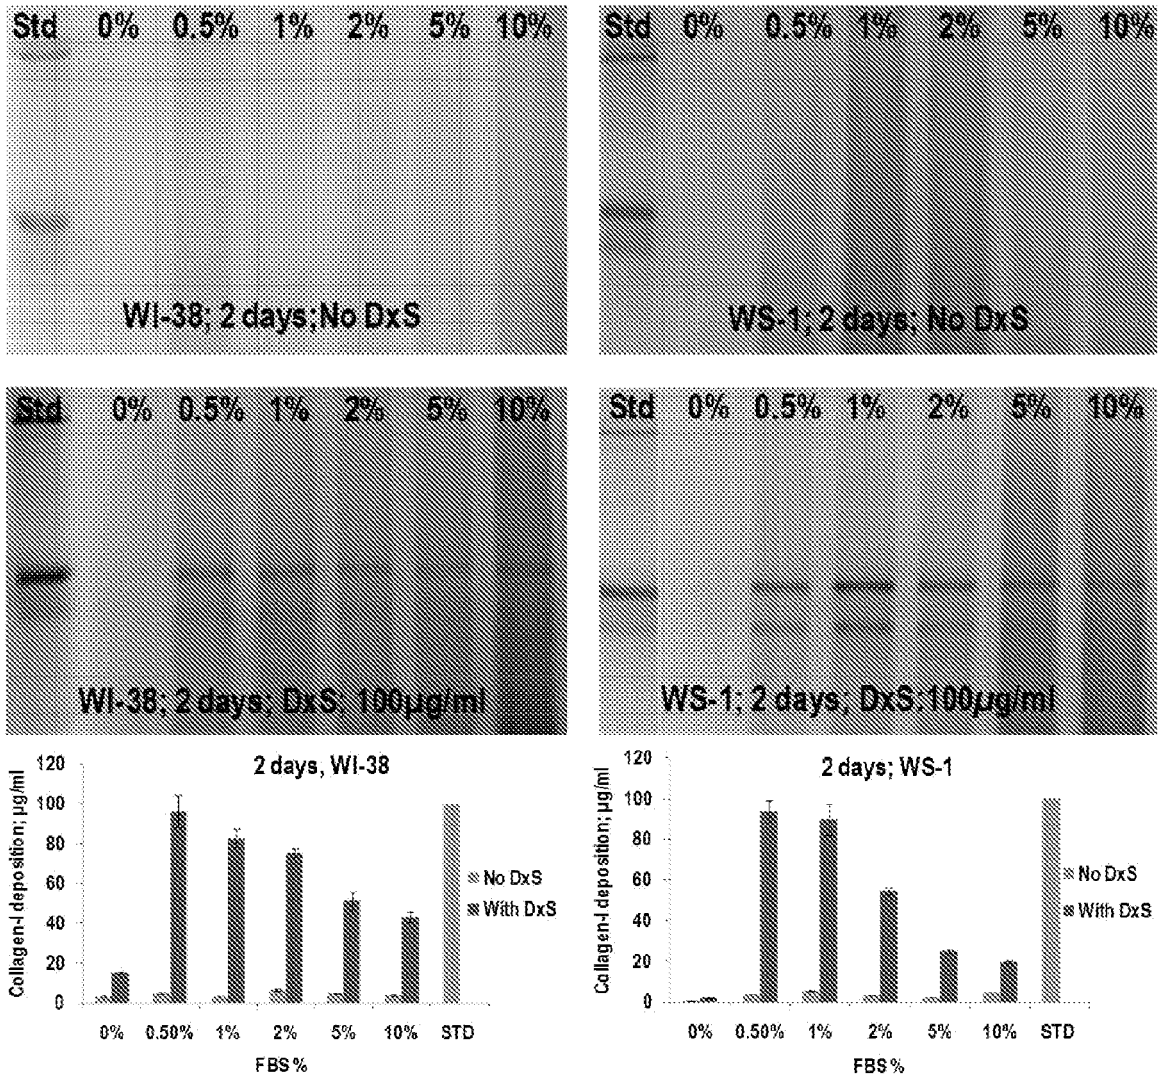 Std 0% 0.5% 1% 2% 5% 10%
WI-38; 2 days;No DxS
Std 0% 0.5% 1% 2% 5% 10%
WS-1; 2 days; No DxS
Std 0% 0.5% 1% 2% 5% 10%
WI-38; 2 days; DxS: 100µg/ml
Std 0% 0.5% 1% 2% 5% 10%
WS-1; 2 days; DxS:100µg/ml
2 days, WI-38
Collagen-I deposition; µg/ml
120
100
80
60
40
20
0
0% 0.50% 1% 2% 5% 10% STD
FBS %
No DxS
With DxS
2 days; WS-1
Collagen-I deposition; µg/ml
120
100
80
60
40
20
0
0% 0.50% 1% 2% 5% 10% STD
FBS %
No DxS
With DxS